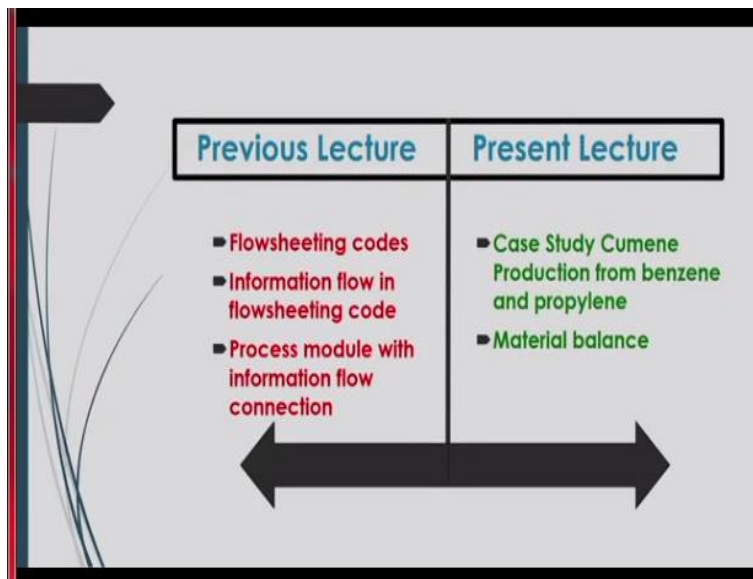 Previous Lecture
Present Lecture
Flowsheeting codes
Information flow in
flowsheeting code
Process module with
information flow
connection
Case Study Cumene
Production from benzene
and propylene
Material balance